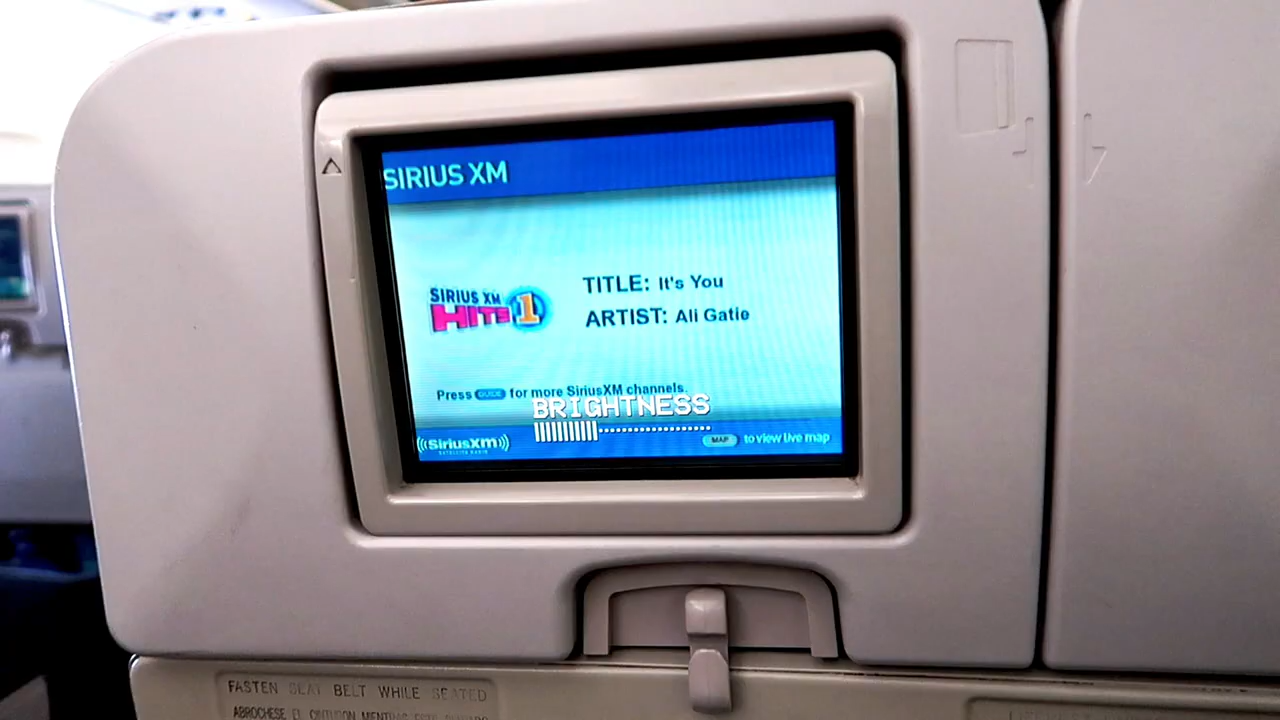 SIRIUS XM
SIRIUS XM
HITS 1
TITLE: It's You
ARTIST: Ali Gatie
Press GUIDE for more SiriusXM channels.
BRIGHTNESS
((SiriusXM))
SATELLITE RADIO
MAP to view live map
FASTEN SEAT BELT WHILE SEATED